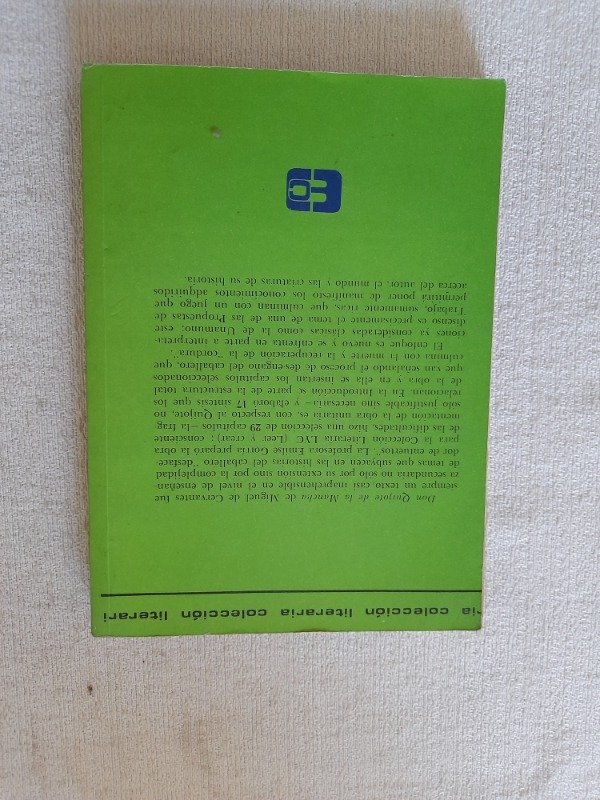 ria colección literaria colección literari
Don Quijote de la Mancha de Miguel de Cervantes fue
siempre un texto casi inaprehensible en el nivel de enseñan-
za secundaria no sólo por su extensión sino por la complejidad
de temas que subyacen en las historias del caballero "desface-
dor de entuertos". La profesora Emilse Gorría preparó la obra
para la Colección Literaria LYC (leer y crear); consciente
de las dificultades, hizo una selección de 29 capítulos —la frag
mentación de la obra unitaria es, con respecto al Quijote, no
sólo justificable sino necesaria— y elaboró 17 síntesis que los
relacionan. En la Introducción se parte de la estructura total
de la obra y en ella se insertan los capítulos seleccionados
que van señalando el proceso de desengaño del caballero, que
culmina con la muerte y la recuperación de la "cordura".
El enfoque es nuevo y se enfrenta en parte a interpreta-
ciones ya consideradas clásicas como la de Unamuno; este
disenso es precisamente el tema de una de las Propuestas de
Trabajo, sumamente ricas, que culminan con un juego que
permitirá poner de manifiesto los conocimientos adquiridos
acerca del autor, el mundo y las criaturas de su historia.